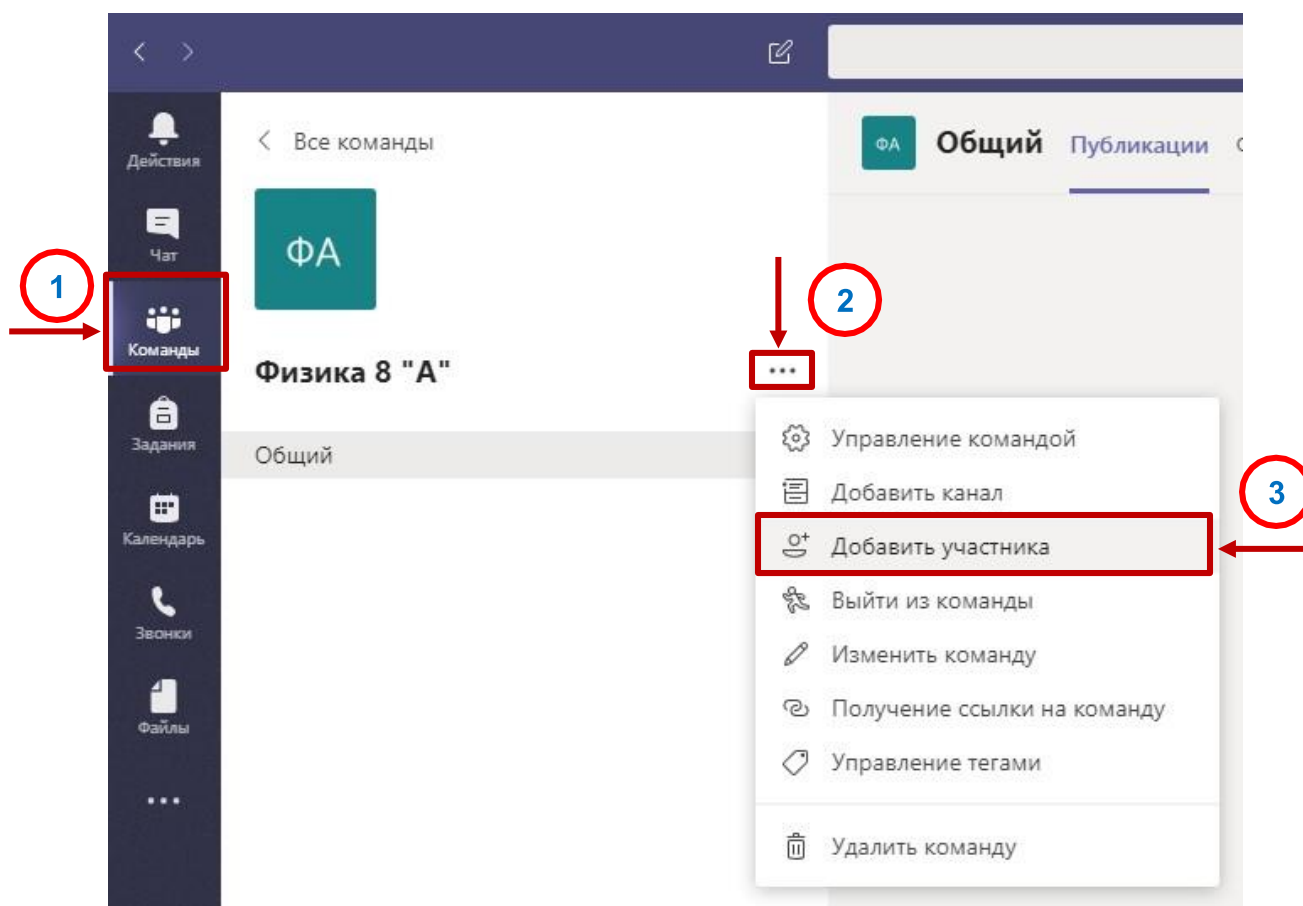 Действия
Чат
Команды
Задания
Календарь
Звонки
Файлы
Все команды
ФА
Физика 8 "А"
Общий
ФА
Общий
Публикации
1
2
3
Управление командой
Добавить канал
Добавить участника
Выйти из команды
Изменить команду
Получение ссылки на команду
Управление тегами
Удалить команду